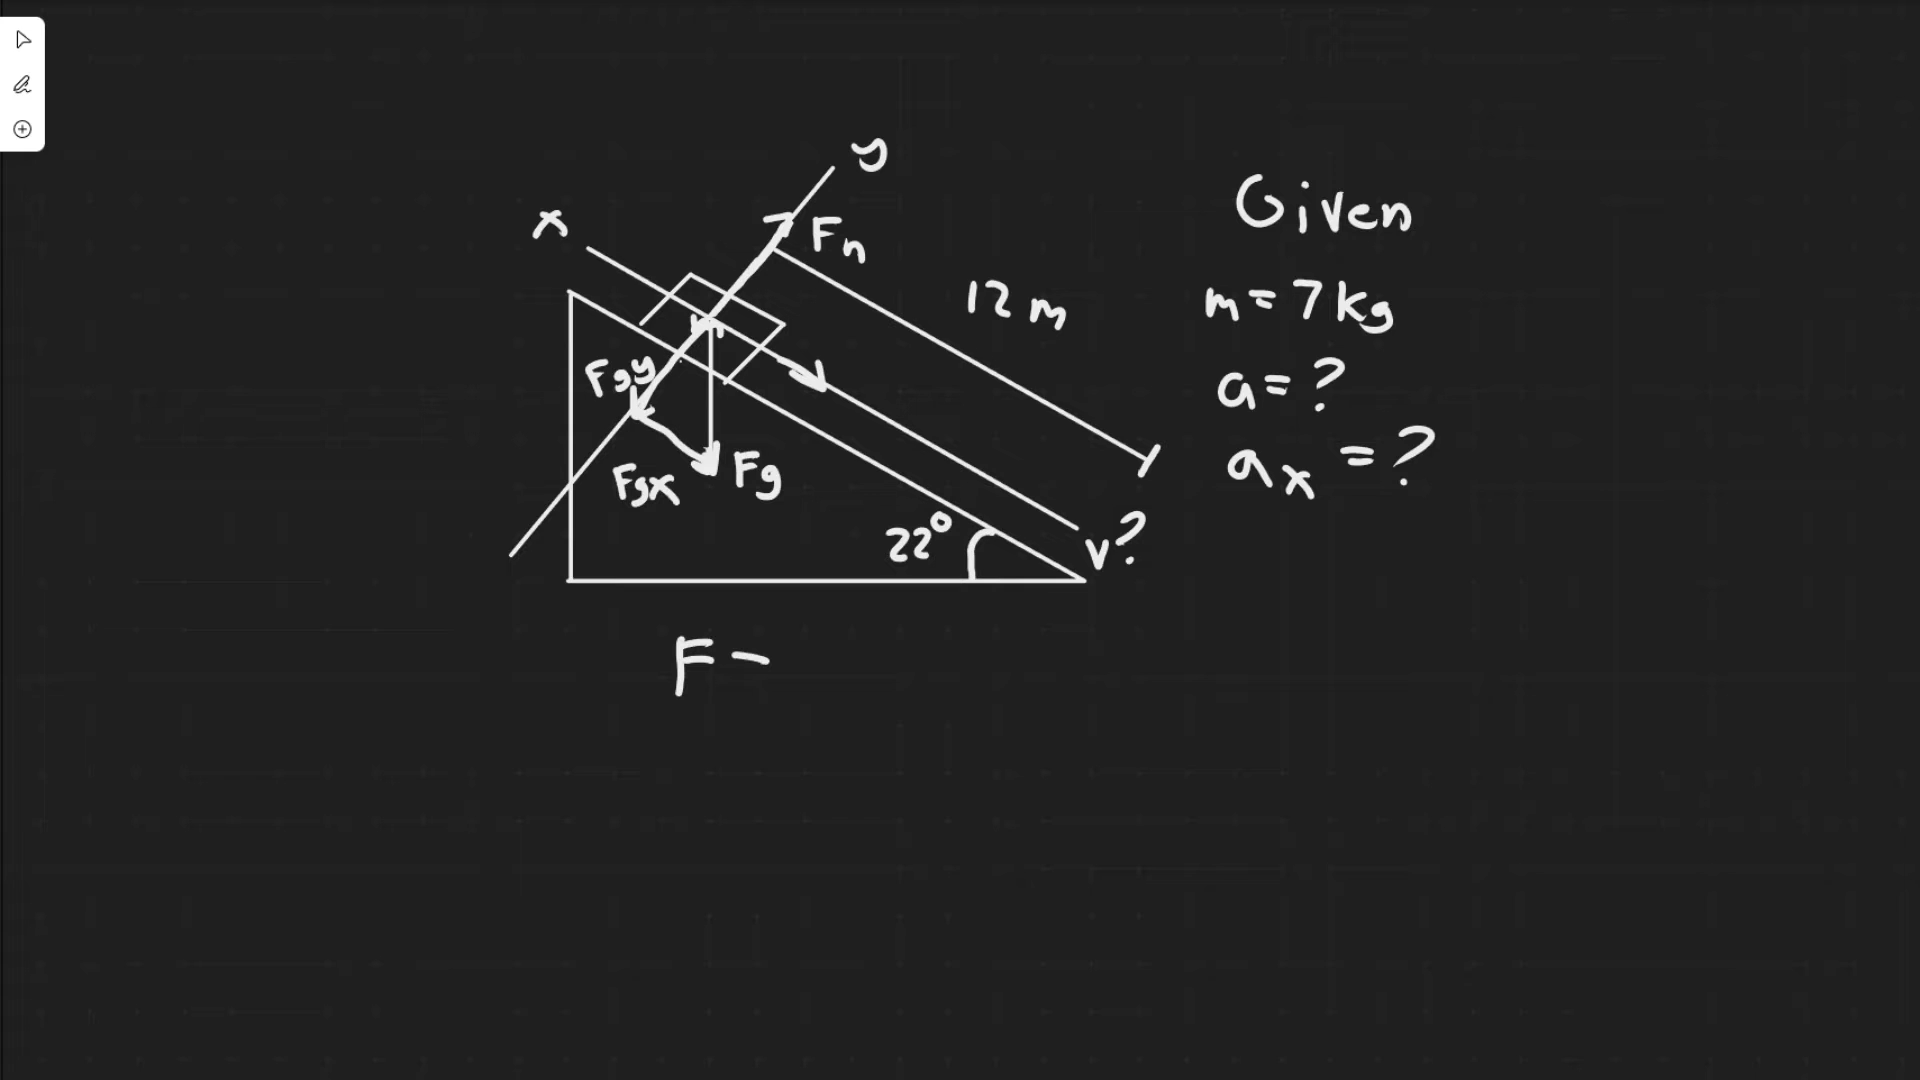 y
x
Fn
Given
12 m
m = 7 kg
Fgy
a = ?
Fgx
Fg
ax = ?
22°
v?
F -